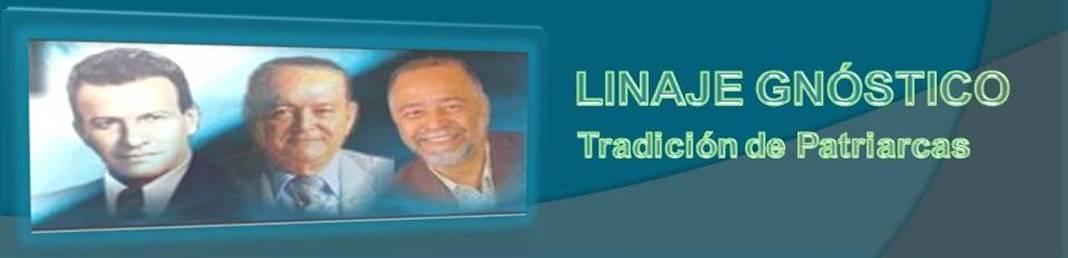 LINAJE GNÓSTICO
Tradición de Patriarcas